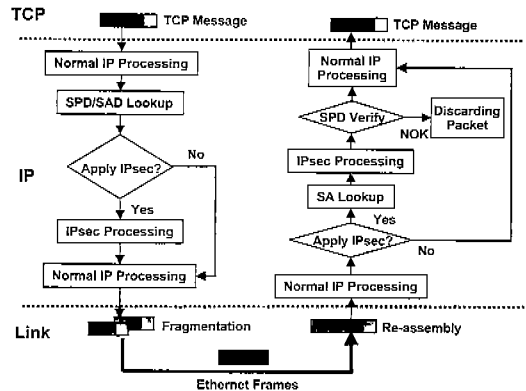 TCP
TCP Message
TCP Message
IP
Normal IP Processing
SPD/SAD Lookup
Apply IPsec?
No
Yes
IPsec Processing
Normal IP Processing
Normal IP
Processing
SPD Verify
NOK
Discarding
Packet
IPsec Processing
SA Lookup
Yes
Apply IPsec?
No
Normal IP Processing
Link
Fragmentation
Re-assembly
Ethernet Frames